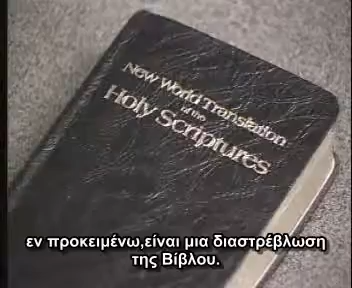 New World Translation
of the
Holy Scriptures
εν προκειμένω,είναι μια διαστρέβλωση
της Βίβλου.